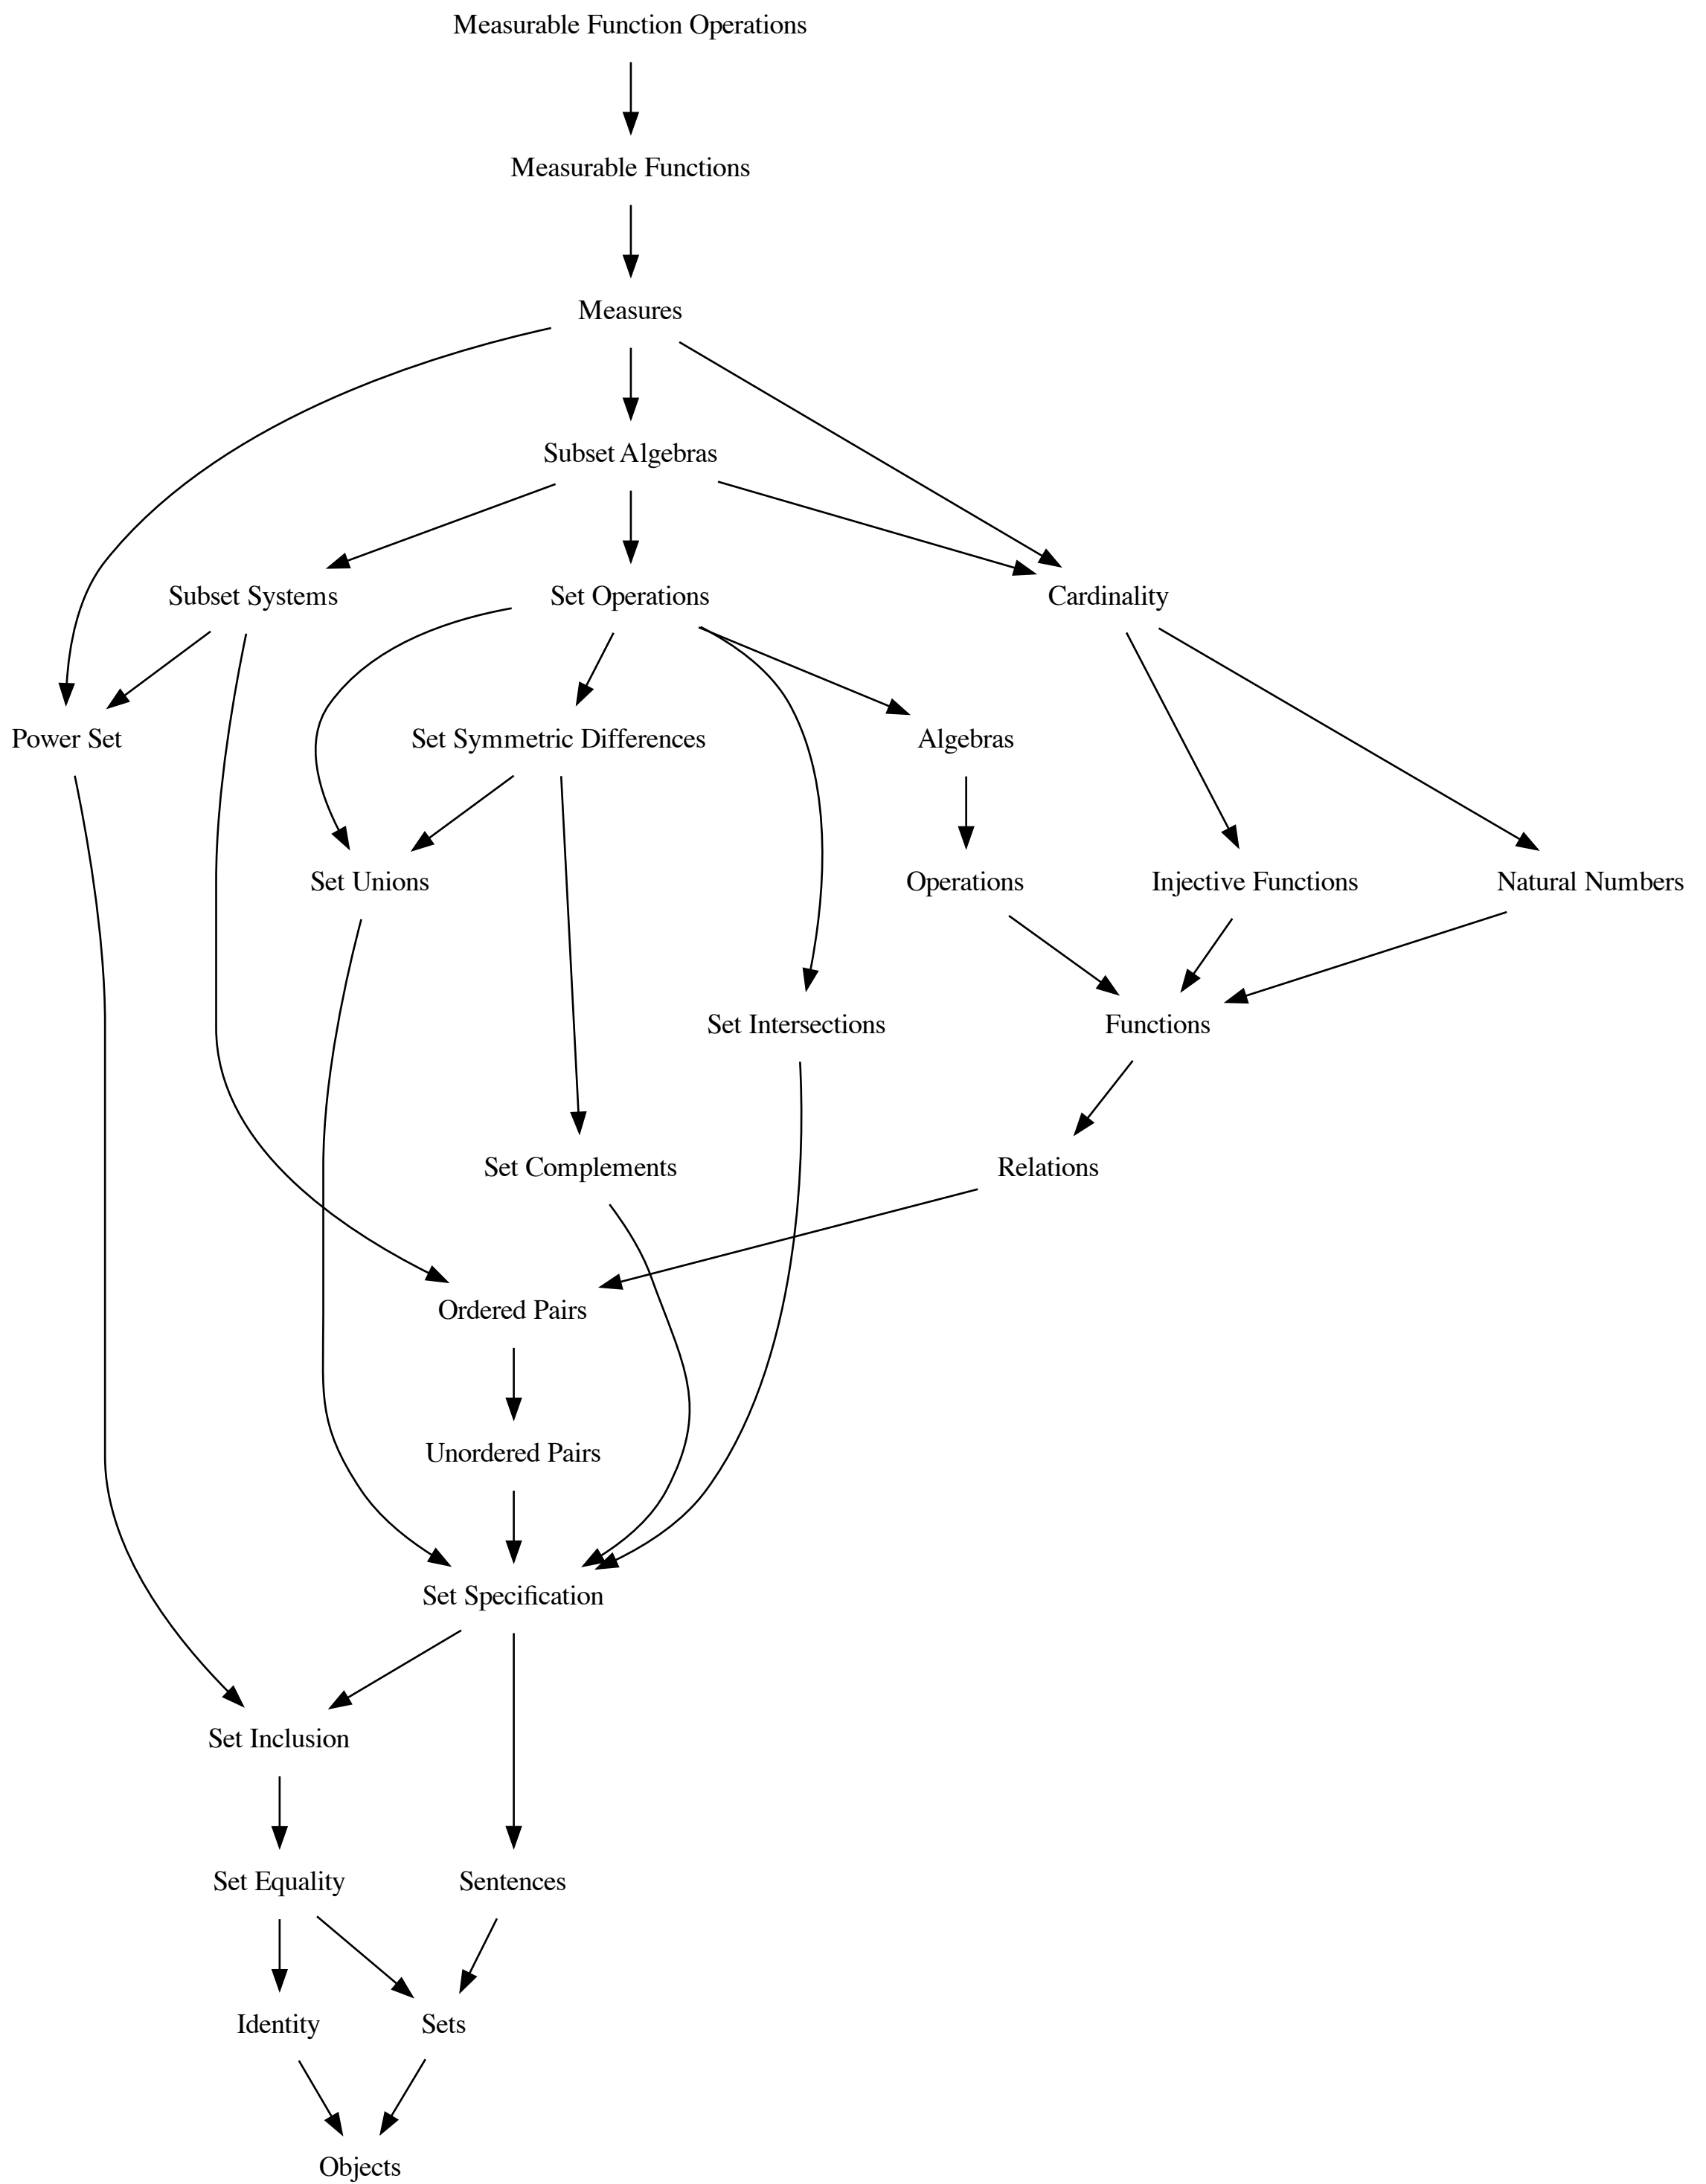 Measurable Function Operations
Measurable Functions
Measures
Subset Algebras
Subset Systems
Set Operations
Cardinality
Power Set
Set Symmetric Differences
Algebras
Set Unions
Operations
Injective Functions
Natural Numbers
Set Intersections
Functions
Set Complements
Relations
Ordered Pairs
Unordered Pairs
Set Specification
Set Inclusion
Set Equality
Sentences
Identity
Sets
Objects